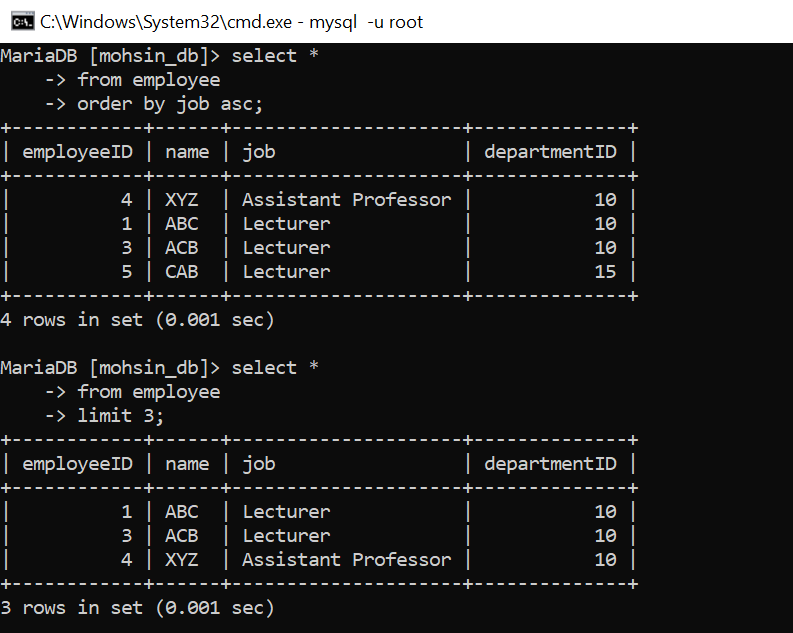 C:\Windows\System32\cmd.exe - mysql  -u root
MariaDB [mohsin_db]> select *
    -> from employee
    -> order by job asc;
+------------+------+---------------------+--------------+
| employeeID | name | job                 | departmentID |
+------------+------+---------------------+--------------+
|          4 | XYZ  | Assistant Professor |           10 |
|          1 | ABC  | Lecturer            |           10 |
|          3 | ACB  | Lecturer            |           10 |
|          5 | CAB  | Lecturer            |           15 |
+------------+------+---------------------+--------------+
4 rows in set (0.001 sec)

MariaDB [mohsin_db]> select *
    -> from employee
    -> limit 3;
+------------+------+---------------------+--------------+
| employeeID | name | job                 | departmentID |
+------------+------+---------------------+--------------+
|          1 | ABC  | Lecturer            |           10 |
|          3 | ACB  | Lecturer            |           10 |
|          4 | XYZ  | Assistant Professor |           10 |
+------------+------+---------------------+--------------+
3 rows in set (0.001 sec)